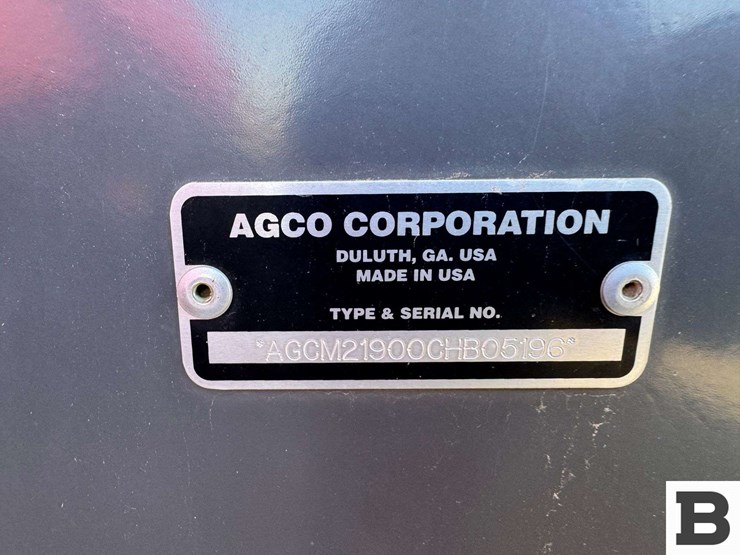 AGCO CORPORATION
DULUTH, GA. USA
MADE IN USA
TYPE & SERIAL NO.
*AGCM21900CHB05196*
B